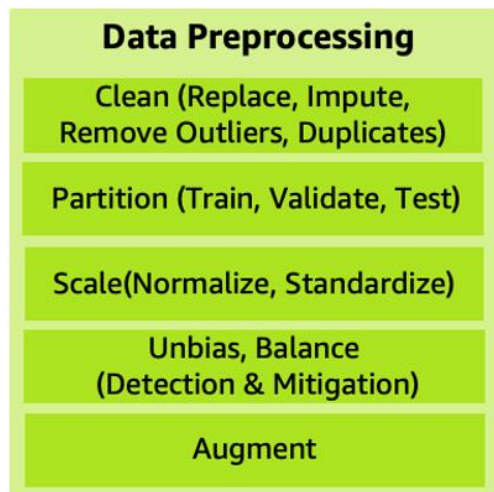 Data Preprocessing
Clean (Replace, Impute,
Remove Outliers, Duplicates)
Partition (Train, Validate, Test)
Scale(Normalize, Standardize)
Unbias, Balance
(Detection & Mitigation)
Augment